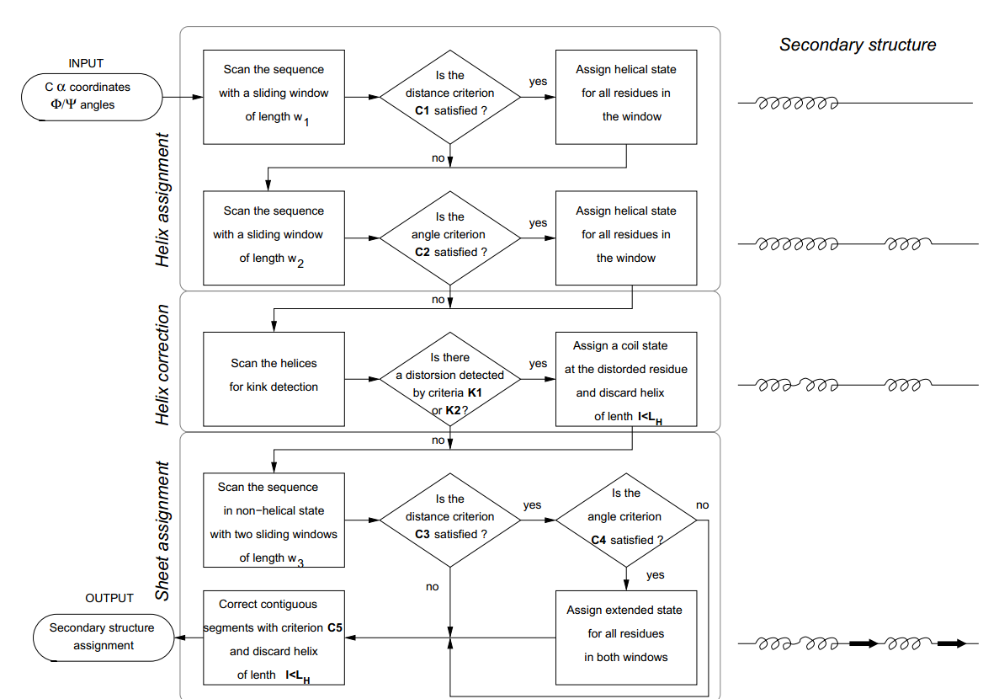 Secondary structure
INPUT
C α coordinates
Φ/Ψ angles
Helix assignment
Scan the sequence
with a sliding window
of length w1
Is the
distance criterion
C1 satisfied ?
yes
no
Assign helical state
for all residues in
the window
Scan the sequence
with a sliding window
of length w2
Is the
angle criterion
C2 satisfied ?
yes
no
Assign helical state
for all residues in
the window
Helix correction
Scan the helices
for kink detection
Is there
a distorsion detected
by criteria K1
or K2?
yes
no
Assign a coil state
at the distorded residue
and discard helix
of lenth l<LH
Sheet assignment
Scan the sequence
in non−helical state
with two sliding windows
of length w3
Is the
distance criterion
C3 satisfied ?
yes
no
Is the
angle criterion
C4 satisfied ?
no
yes
Assign extended state
for all residues
in both windows
Correct contiguous
segments with criterion C5
and discard helix
of lenth l<LH
OUTPUT
Secondary structure
assignment